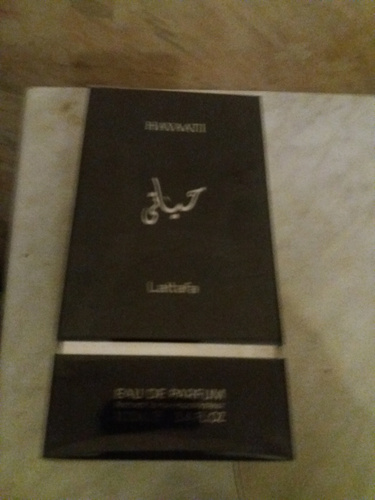 HAYAATI
حياتي
Lattafa
EAU DE PARFUM